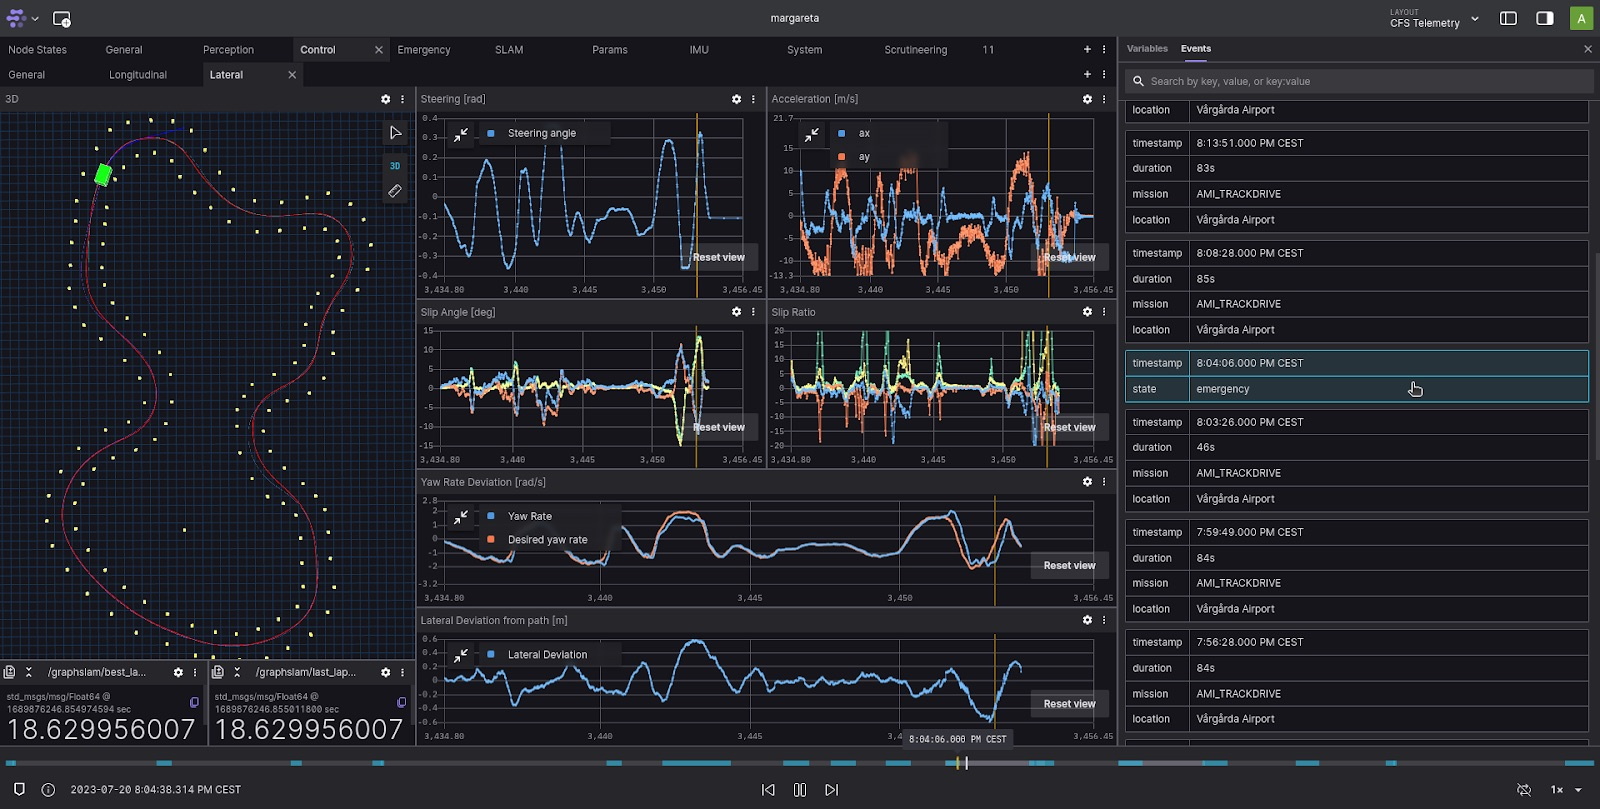 margareta
LAYOUT
CFS Telemetry
A
Node States
General
Perception
Control
Emergency
SLAM
Params
IMU
System
Scrutineering
11
General
Longitudinal
Lateral
3D
3D
/graphslam/best_la...
std_msgs/msg/Float64 @
1689876246.854974594 sec
18.629956007
/graphslam/last_lap...
std_msgs/msg/Float64 @
1689876246.855011800 sec
18.629956007
Steering [rad]
Steering angle
0.4
0.2
0.1
0
-0.1
-0.2
-0.3
-0.4
Reset view
3,434.80
3,440
3,445
3,450
3,456.45
Acceleration [m/s]
ax
ay
21.7
15
10
5
0
-5
-10
-13.3
Reset view
3,434.80
3,440
3,445
3,450
3,456.45
Slip Angle [deg]
15
10
5
0
-5
-10
-15
Reset view
3,434.80
3,440
3,445
3,450
3,456.45
Slip Ratio
20
15
10
5
0
-5
-10
-15
-20
Reset view
3,434.80
3,440
3,445
3,450
3,456.45
Yaw Rate Deviation [rad/s]
Yaw Rate
Desired yaw rate
2.8
2
1
0
-1
-2
-3.2
Reset view
3,434.80
3,440
3,445
3,450
3,456.45
Lateral Deviation from path [m]
Lateral Deviation
0.6
0.4
0.2
0
-0.2
-0.4
-0.6
Reset view
3,434.80
3,440
3,445
3,450
3,456.45
Variables
Events
Search by key, value, or key:value
location Vårgårda Airport
timestamp 8:13:51.000 PM CEST
duration 83s
mission AMI_TRACKDRIVE
location Vårgårda Airport
timestamp 8:08:28.000 PM CEST
duration 85s
mission AMI_TRACKDRIVE
location Vårgårda Airport
timestamp 8:04:06.000 PM CEST
state emergency
timestamp 8:03:26.000 PM CEST
duration 46s
mission AMI_TRACKDRIVE
location Vårgårda Airport
timestamp 7:59:49.000 PM CEST
duration 84s
mission AMI_TRACKDRIVE
location Vårgårda Airport
timestamp 7:56:28.000 PM CEST
duration 84s
mission AMI_TRACKDRIVE
location Vårgårda Airport
8:04:06.000 PM CEST
2023-07-20 8:04:38.314 PM CEST
1×